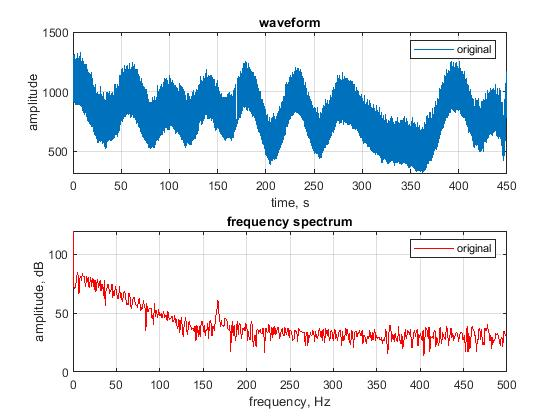 waveform
1500
1000
500
amplitude
original
0 50 100 150 200 250 300 350 400 450
time, s
frequency spectrum
100
50
0
amplitude, dB
original
0 50 100 150 200 250 300 350 400 450 500
frequency, Hz